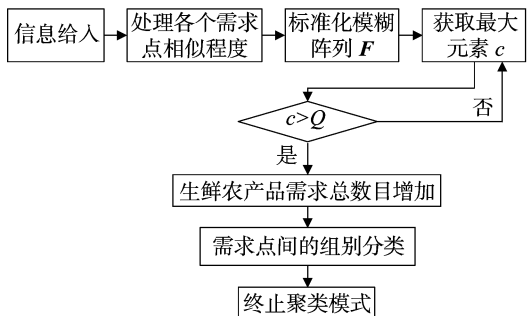 信息给入
处理各个需求
点相似程度
标准化模糊
阵列 F
获取最大
元素 c
c>Q
否
是
生鲜农产品需求总数目增加
需求点间的组别分类
终止聚类模式